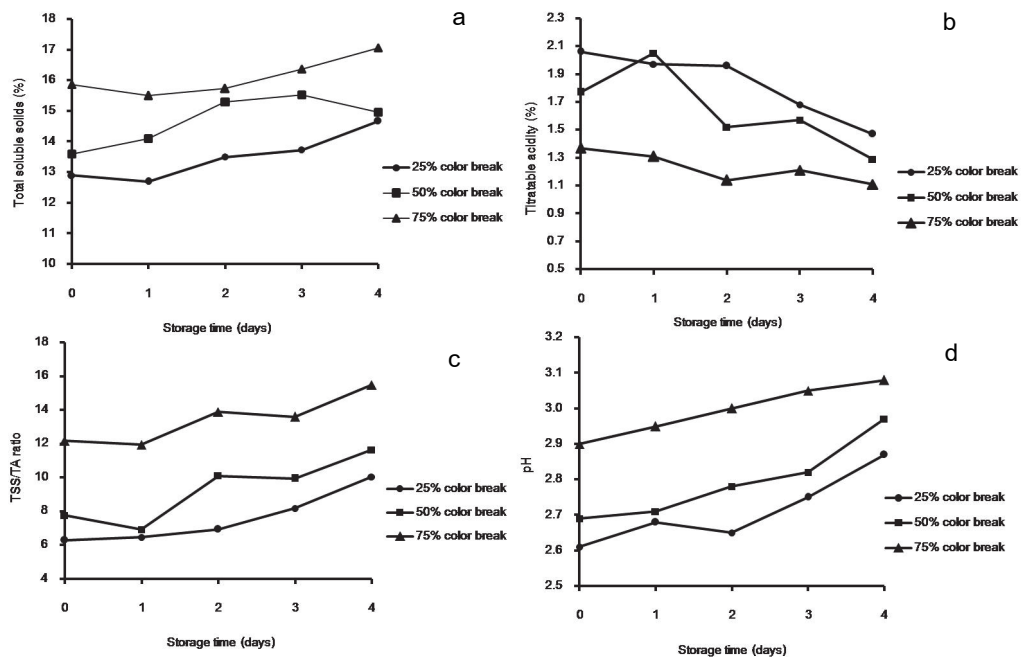 a
Total soluble solids (%)
18
17
16
15
14
13
12
11
10
0 1 2 3 4
Storage time (days)
25% color break
50% color break
75% color break
b
Titratable acidity (%)
2.3
2.1
1.9
1.7
1.5
1.3
1.1
0.9
0.7
0.5
0 1 2 3 4
Storage time (days)
25% color break
50% color break
75% color break
c
TSS/TA ratio
18
16
14
12
10
8
6
4
0 1 2 3 4
Storage time (days)
25% color break
50% color break
75% color break
d
pH
3.2
3.1
3.0
2.9
2.8
2.7
2.6
2.5
0 1 2 3 4
Storage time (days)
25% color break
50% color break
75% color break